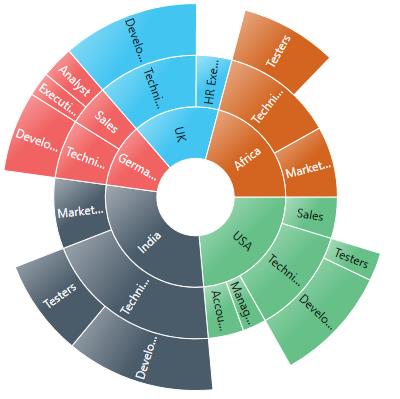 Develo...
Techni...
UK
HR Exe...
Testers
Techni...
Africa
Market...
Analyst
Executi...
Sales
Develo...
Techni...
Germa...
Market...
India
Testers
Techni...
Develo...
USA
Sales
Techni...
Testers
Develo...
Manag...
Accou...